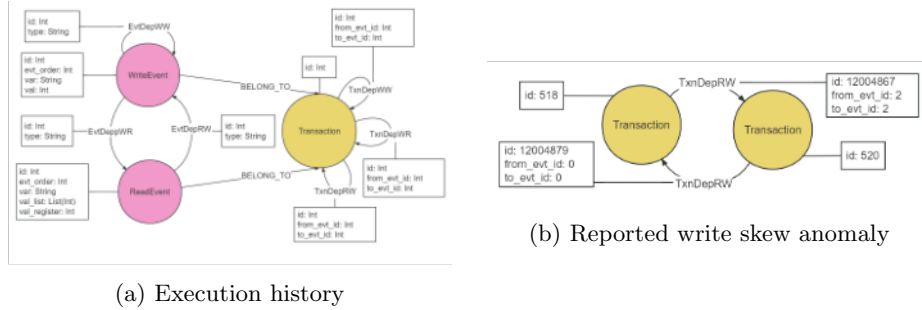 id: Int
type: String
EvtDepWW
id: Int
evt_order: Int
var: String
val: Int
WriteEvent
id: Int
type: String
EvtDepWR
EvtDepRW
id: Int
type: String
id: Int
evt_order: Int
var: String
val_list: List(Int)
val_register: Int
ReadEvent
BELONG_TO
BELONG_TO
id: Int
id: Int
from_evt_id: Int
to_evt_id: Int
TxnDepWW
Transaction
TxnDepWR
id: Int
from_evt_id: Int
to_evt_id: Int
TxnDepRW
id: Int
from_evt_id: Int
to_evt_id: Int
(a) Execution history
id: 518
Transaction
TxnDepRW
id: 12004867
from_evt_id: 2
to_evt_id: 2
Transaction
id: 12004879
from_evt_id: 0
to_evt_id: 0
TxnDepRW
id: 520
(b) Reported write skew anomaly